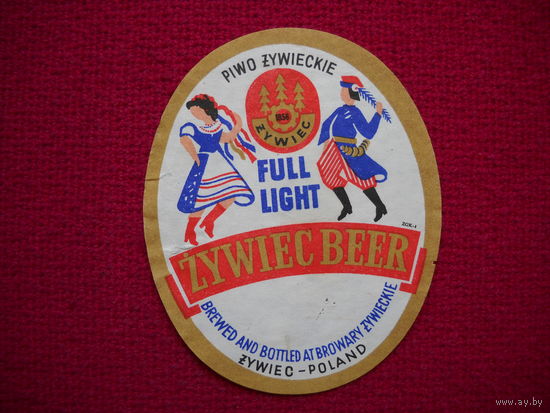 PIWO ŻYWIECKIE
1856
ŻYWIEC
FULL
LIGHT
ZGK-1
ŻYWIEC BEER
BREWED AND BOTTLED AT BROWARY ŻYWIECKIE
ŻYWIEC - POLAND
www.ay.by